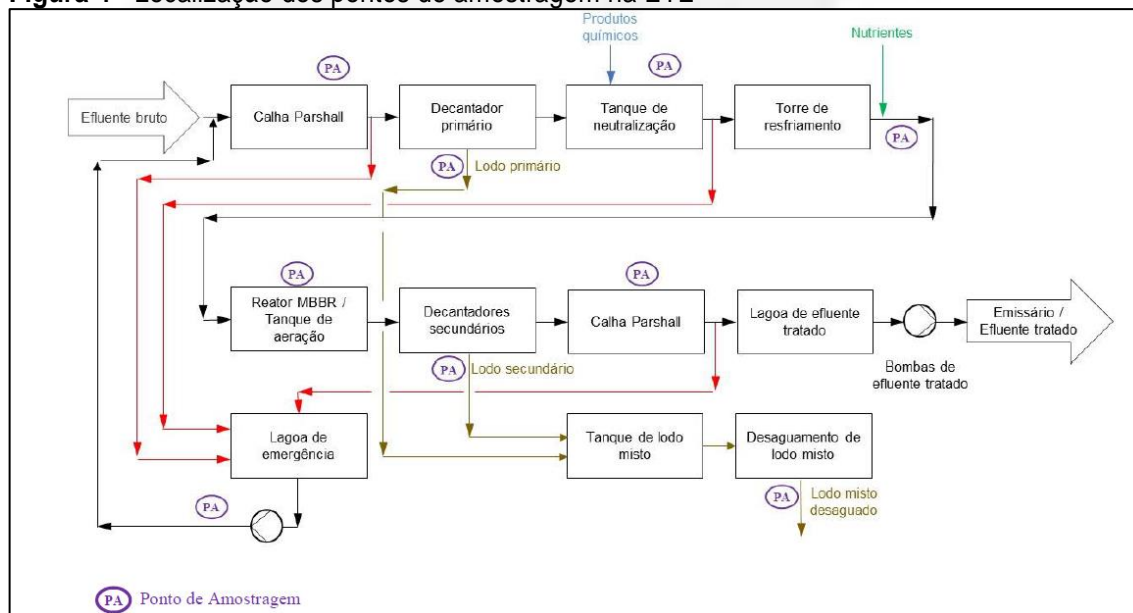 Figura 1 - Localização dos pontos de amostragem na ETE
Produtos
químicos
Nutrientes
PA
PA
Efluente bruto
Calha Parshall
Decantador
primário
Tanque de
neutralização
Torre de
resfriamento
PA
PA
Lodo primário
PA
PA
Reator MBBR /
Tanque de
aeração
Decantadores
secundários
Calha Parshall
Lagoa de efluente
tratado
Emissário /
Efluente tratado
PA
Lodo secundário
Bombas de
efluente tratado
Lagoa de
emergência
Tanque de lodo
misto
Desaguamento de
lodo misto
PA
PA
Lodo misto
desaguado
PA
Ponto de Amostragem